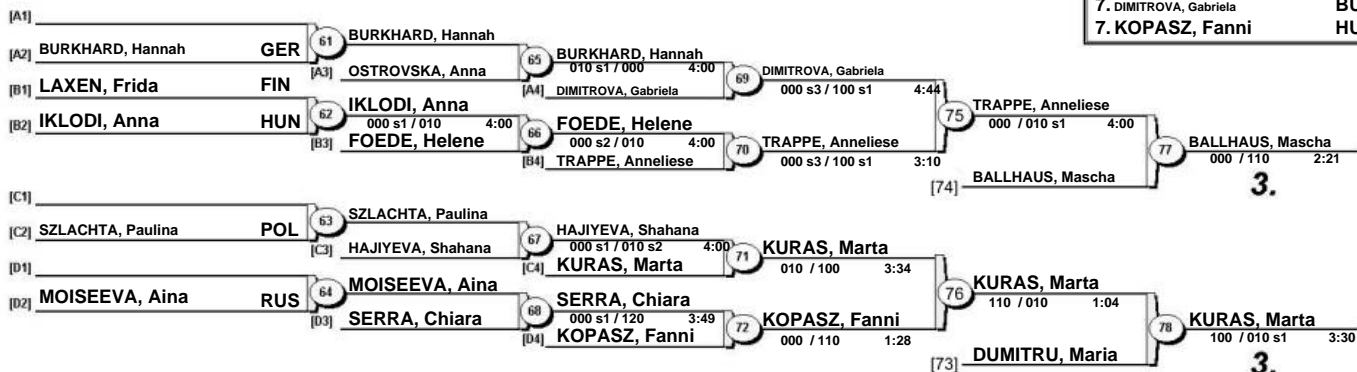 7. DIMITROVA, Gabriela BU
7. KOPASZ, Fanni HU
[A1]
61 BURKHARD, Hannah
[A2] BURKHARD, Hannah GER
[A3] OSTROVSKA, Anna
65 BURKHARD, Hannah
010 s1 / 000 4:00
[A4] DIMITROVA, Gabriela
69 DIMITROVA, Gabriela
000 s3 / 100 s1 4:44
[B1] LAXEN, Frida FIN
62 IKLODI, Anna
000 s1 / 010 4:00
[B2] IKLODI, Anna HUN
[B3] FOEDE, Helene
66 FOEDE, Helene
000 s2 / 010 4:00
[B4] TRAPPE, Anneliese
70 TRAPPE, Anneliese
000 s3 / 100 s1 3:10
75 TRAPPE, Anneliese
000 / 010 s1 4:00
[74] BALLHAUS, Mascha
77 BALLHAUS, Mascha
000 / 110 2:21
3.
[C1]
63 SZLACHTA, Paulina
[C2] SZLACHTA, Paulina POL
[C3] HAJIYEVA, Shahana
67 HAJIYEVA, Shahana
000 s1 / 010 s2 4:00
[C4] KURAS, Marta
71 KURAS, Marta
010 / 100 3:34
[D1]
64 MOISEEVA, Aina
[D2] MOISEEVA, Aina RUS
[D3] SERRA, Chiara
68 SERRA, Chiara
000 s1 / 120 3:49
[D4] KOPASZ, Fanni
72 KOPASZ, Fanni
000 / 110 1:28
76 KURAS, Marta
110 / 010 1:04
[73] DUMITRU, Maria
78 KURAS, Marta
100 / 010 s1 3:30
3.